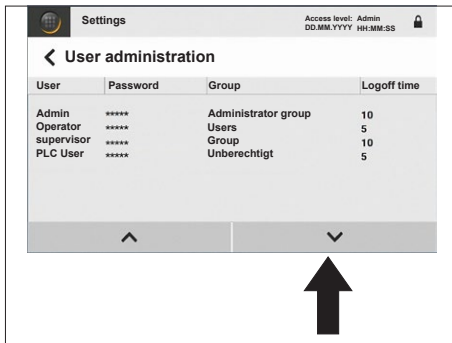 Settings
Access level: Admin
DD.MM.YYYY HH:MM:SS
User administration
User Password Group Logoff time
Admin ***** Administrator group 10
Operator ***** Users 5
supervisor ***** Group 10
PLC User ***** Unberechtigt 5